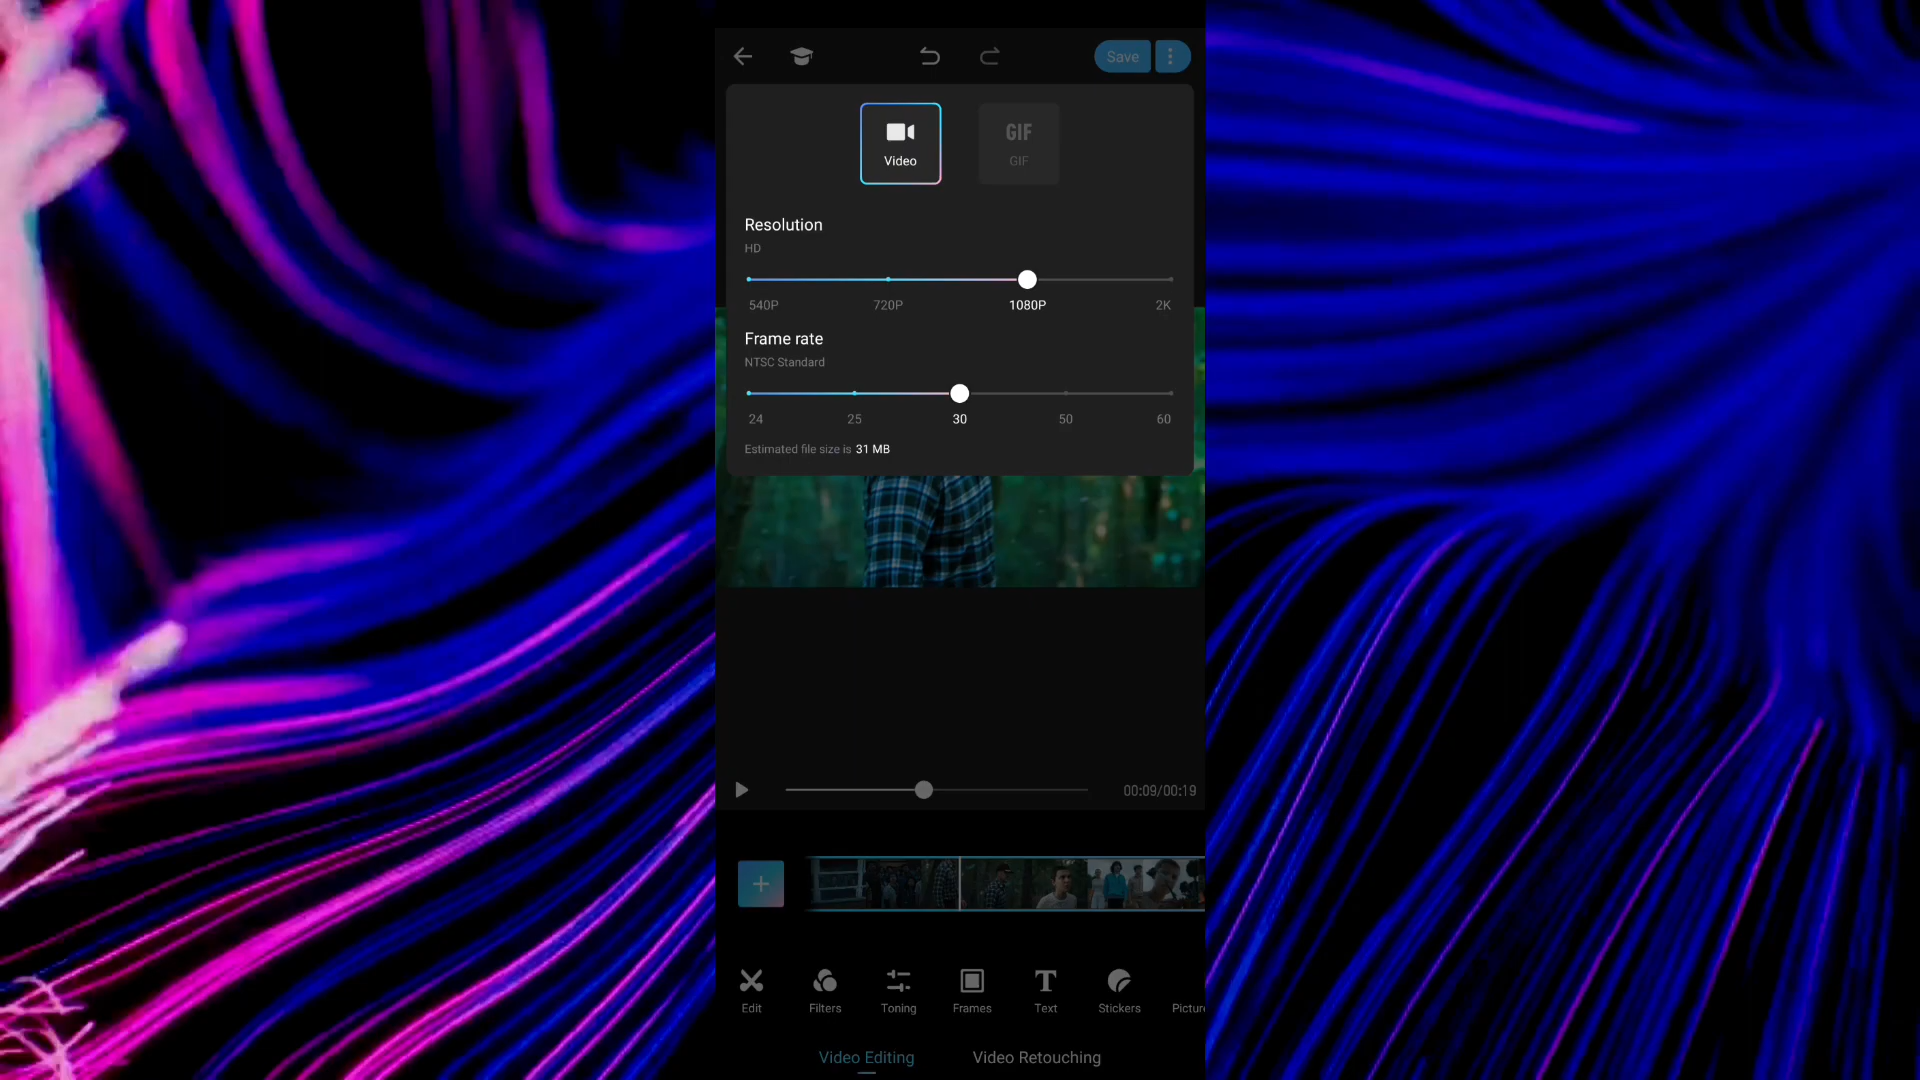 Save
GIF
Video
GIF
Resolution
HD
540P 720P 1080P 2K
Frame rate
NTSC Standard
24 25 30 50 60
Estimated file size is 31 MB
00:09/00:19
+
Edit Filters Toning Frames Text Stickers Pictur
Video Editing Video Retouching